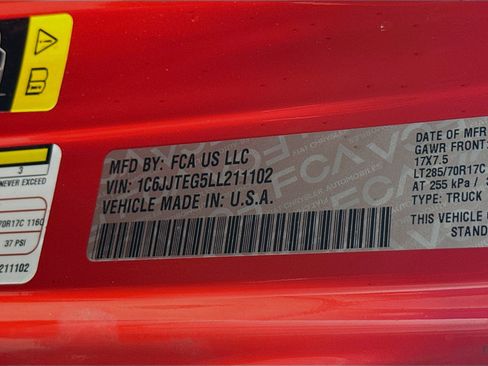 3
NEVER EXCEED
70R17C 116Q
37 PSI
211102
MFD BY: FCA US LLC
VIN: 1C6JJTEG5LL211102
VEHICLE MADE IN: U.S.A.
DATE OF MFR
GAWR FRONT:
17X7.5
LT285/70R17C
AT 255 kPa /
TYPE: TRUCK
THIS VEHICLE
STAND